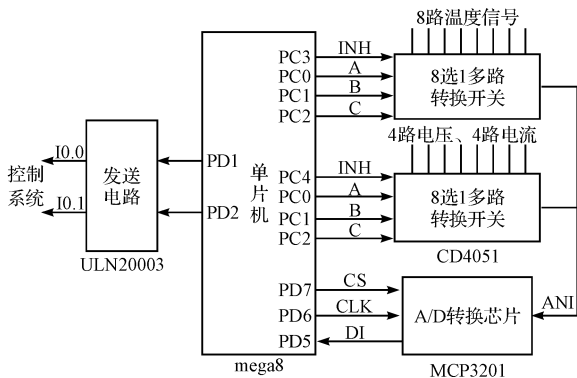 8路温度信号
PC3
INH
PC0
A
PC1
B
PC2
C
8选1多路
转换开关
4路电压、4路电流
PC4
INH
PC0
A
PC1
B
PC2
C
8选1多路
转换开关
CD4051
控制
系统
I0.0
I0.1
发送
电路
ULN20003
PD1
PD2
单片机
PD7
CS
PD6
CLK
PD5
DI
A/D转换芯片
ANI
mega8
MCP3201